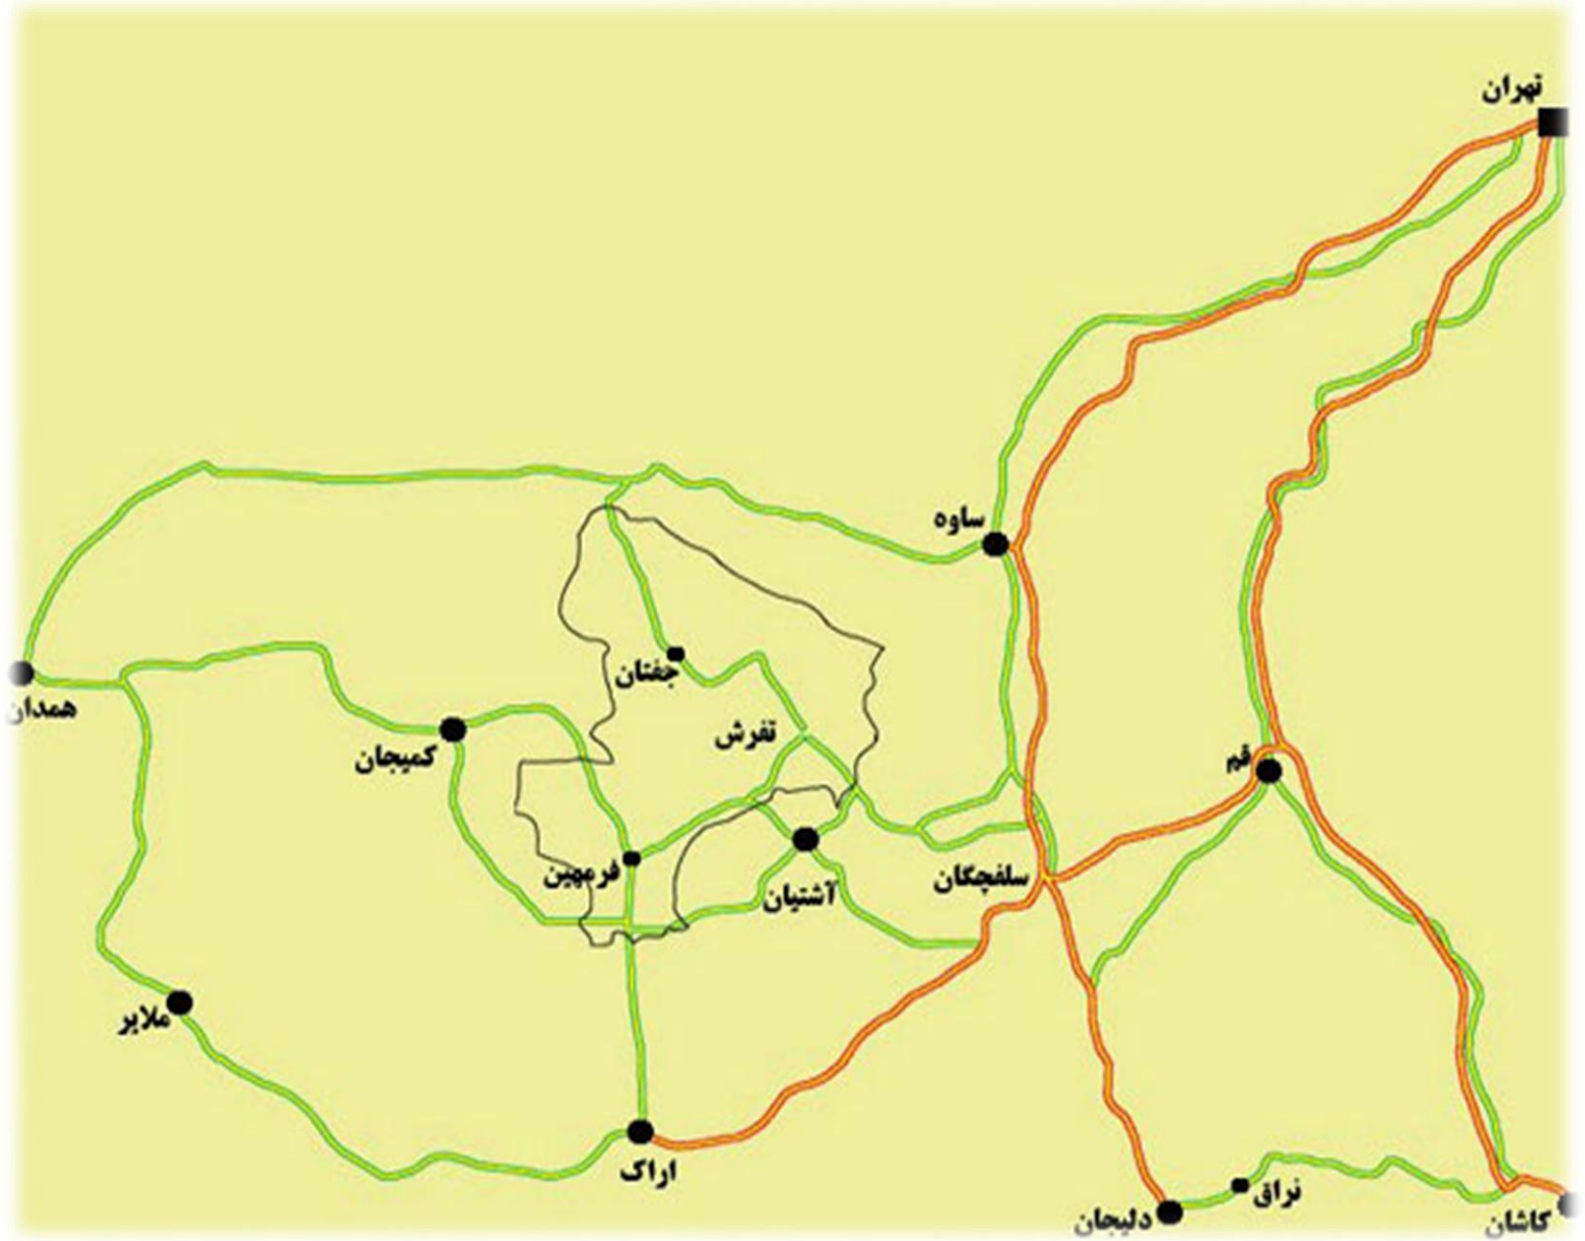 تهران
ساوه
جفتان
همدان
تفرش
کمیجان
قم
فرمهین
سلفچگان
آشتیان
ملایر
اراک
نراق
دلیجان
کاشان